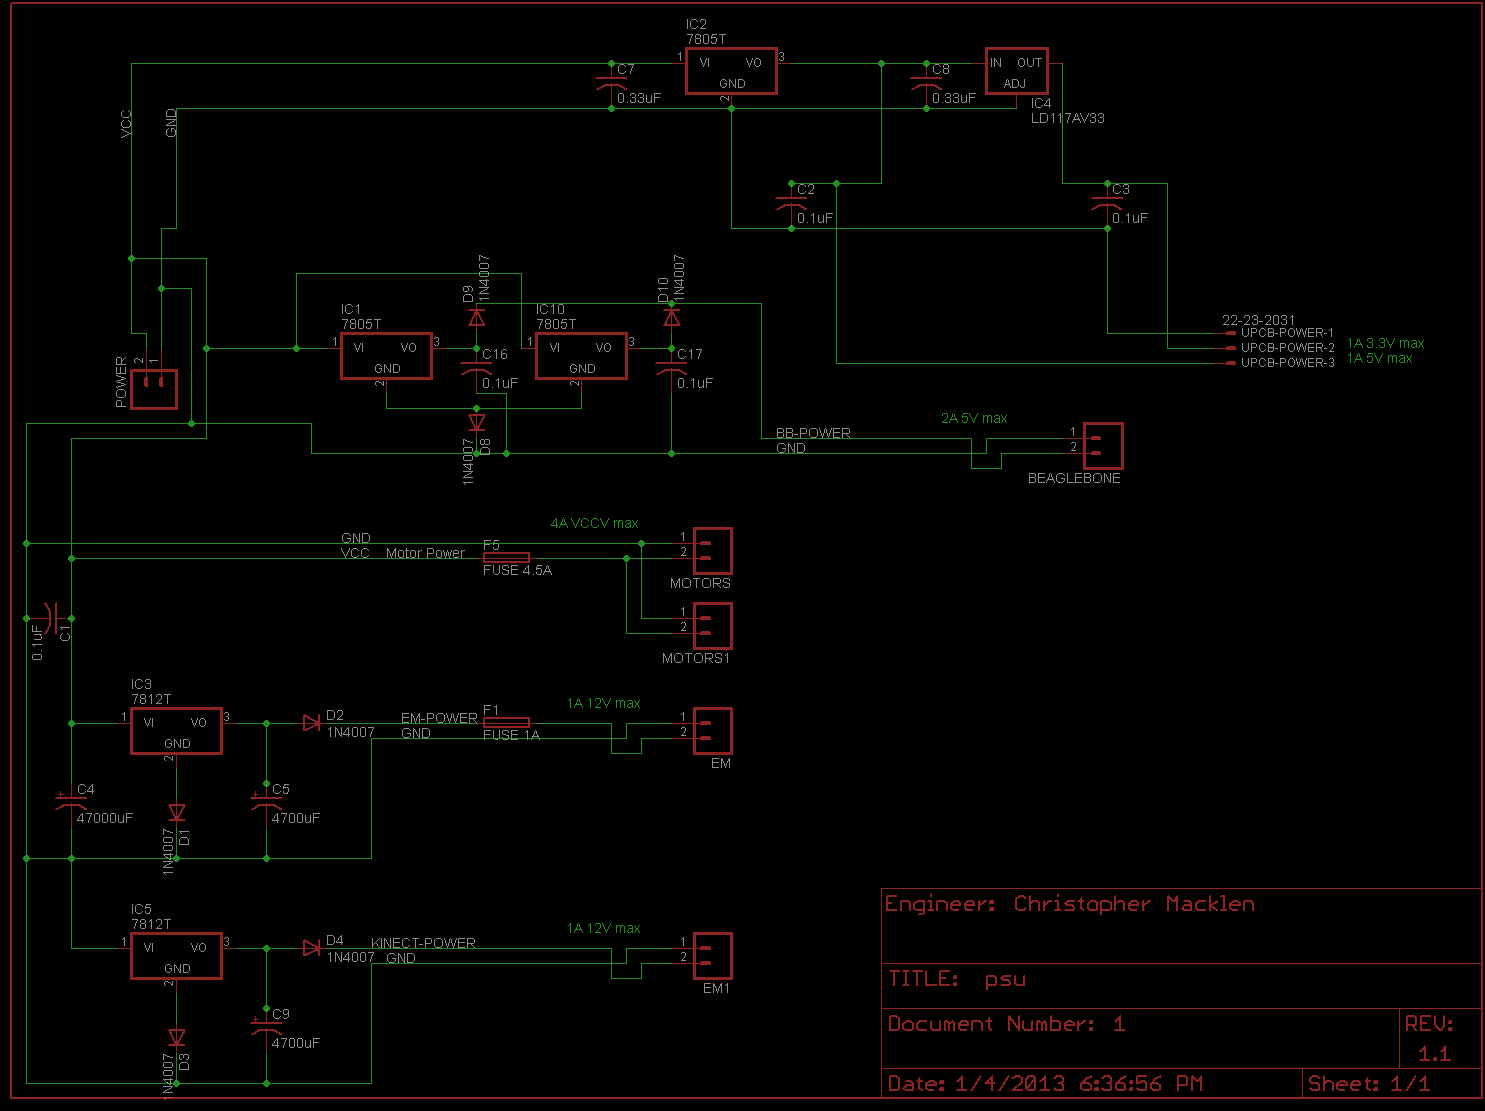 IC2
7805T
1 VI VO 3
GND
2
C7
0.33uF
C8
0.33uF
IN OUT
ADJ
IC4
LD117AV33
VCC
GND
C2
0.1uF
C3
0.1uF
22-23-2031
UPCB-POWER-1
UPCB-POWER-2
UPCB-POWER-3
1A 3.3V max
1A 5V max
POWER
2
1
IC1
7805T
1 VI VO 3
GND
2
D9
1N4007
C16
0.1uF
IC10
7805T
1 VI VO 3
GND
2
D10
1N4007
C17
0.1uF
1N4007
D8
2A 5V max
BB-POWER
GND
1
2
BEAGLEBONE
4A VCCV max
GND
VCC Motor Power
F5
FUSE 4.5A
1
2
MOTORS
1
2
MOTORS1
0.1uF
C1
IC3
7812T
1 VI VO 3
GND
2
D2
1N4007
1A 12V max
EM-POWER
GND
F1
FUSE 1A
1
2
EM
+
C4
47000uF
1N4007
D1
+
C5
4700uF
IC5
7812T
1 VI VO 3
GND
2
D4
1N4007
1A 12V max
KINECT-POWER
GND
1
2
EM1
1N4007
D3
+
C9
4700uF
Engineer: Christopher Macklen
TITLE: psu
Document Number: 1
REV:
1.1
Date: 1/4/2013 6:36:56 PM
Sheet: 1/1